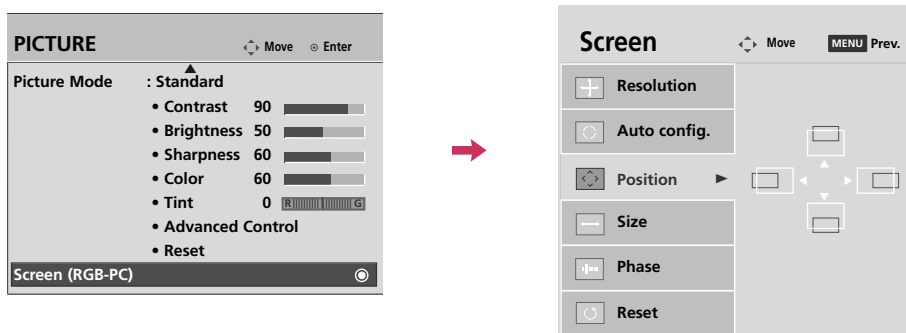 PICTURE
Move
Enter
Picture Mode : Standard
• Contrast 90
• Brightness 50
• Sharpness 60
• Color 60
• Tint 0 R G
• Advanced Control
• Reset
Screen (RGB-PC)
Screen
Move
MENU Prev.
Resolution
Auto config.
Position
Size
Phase
Reset